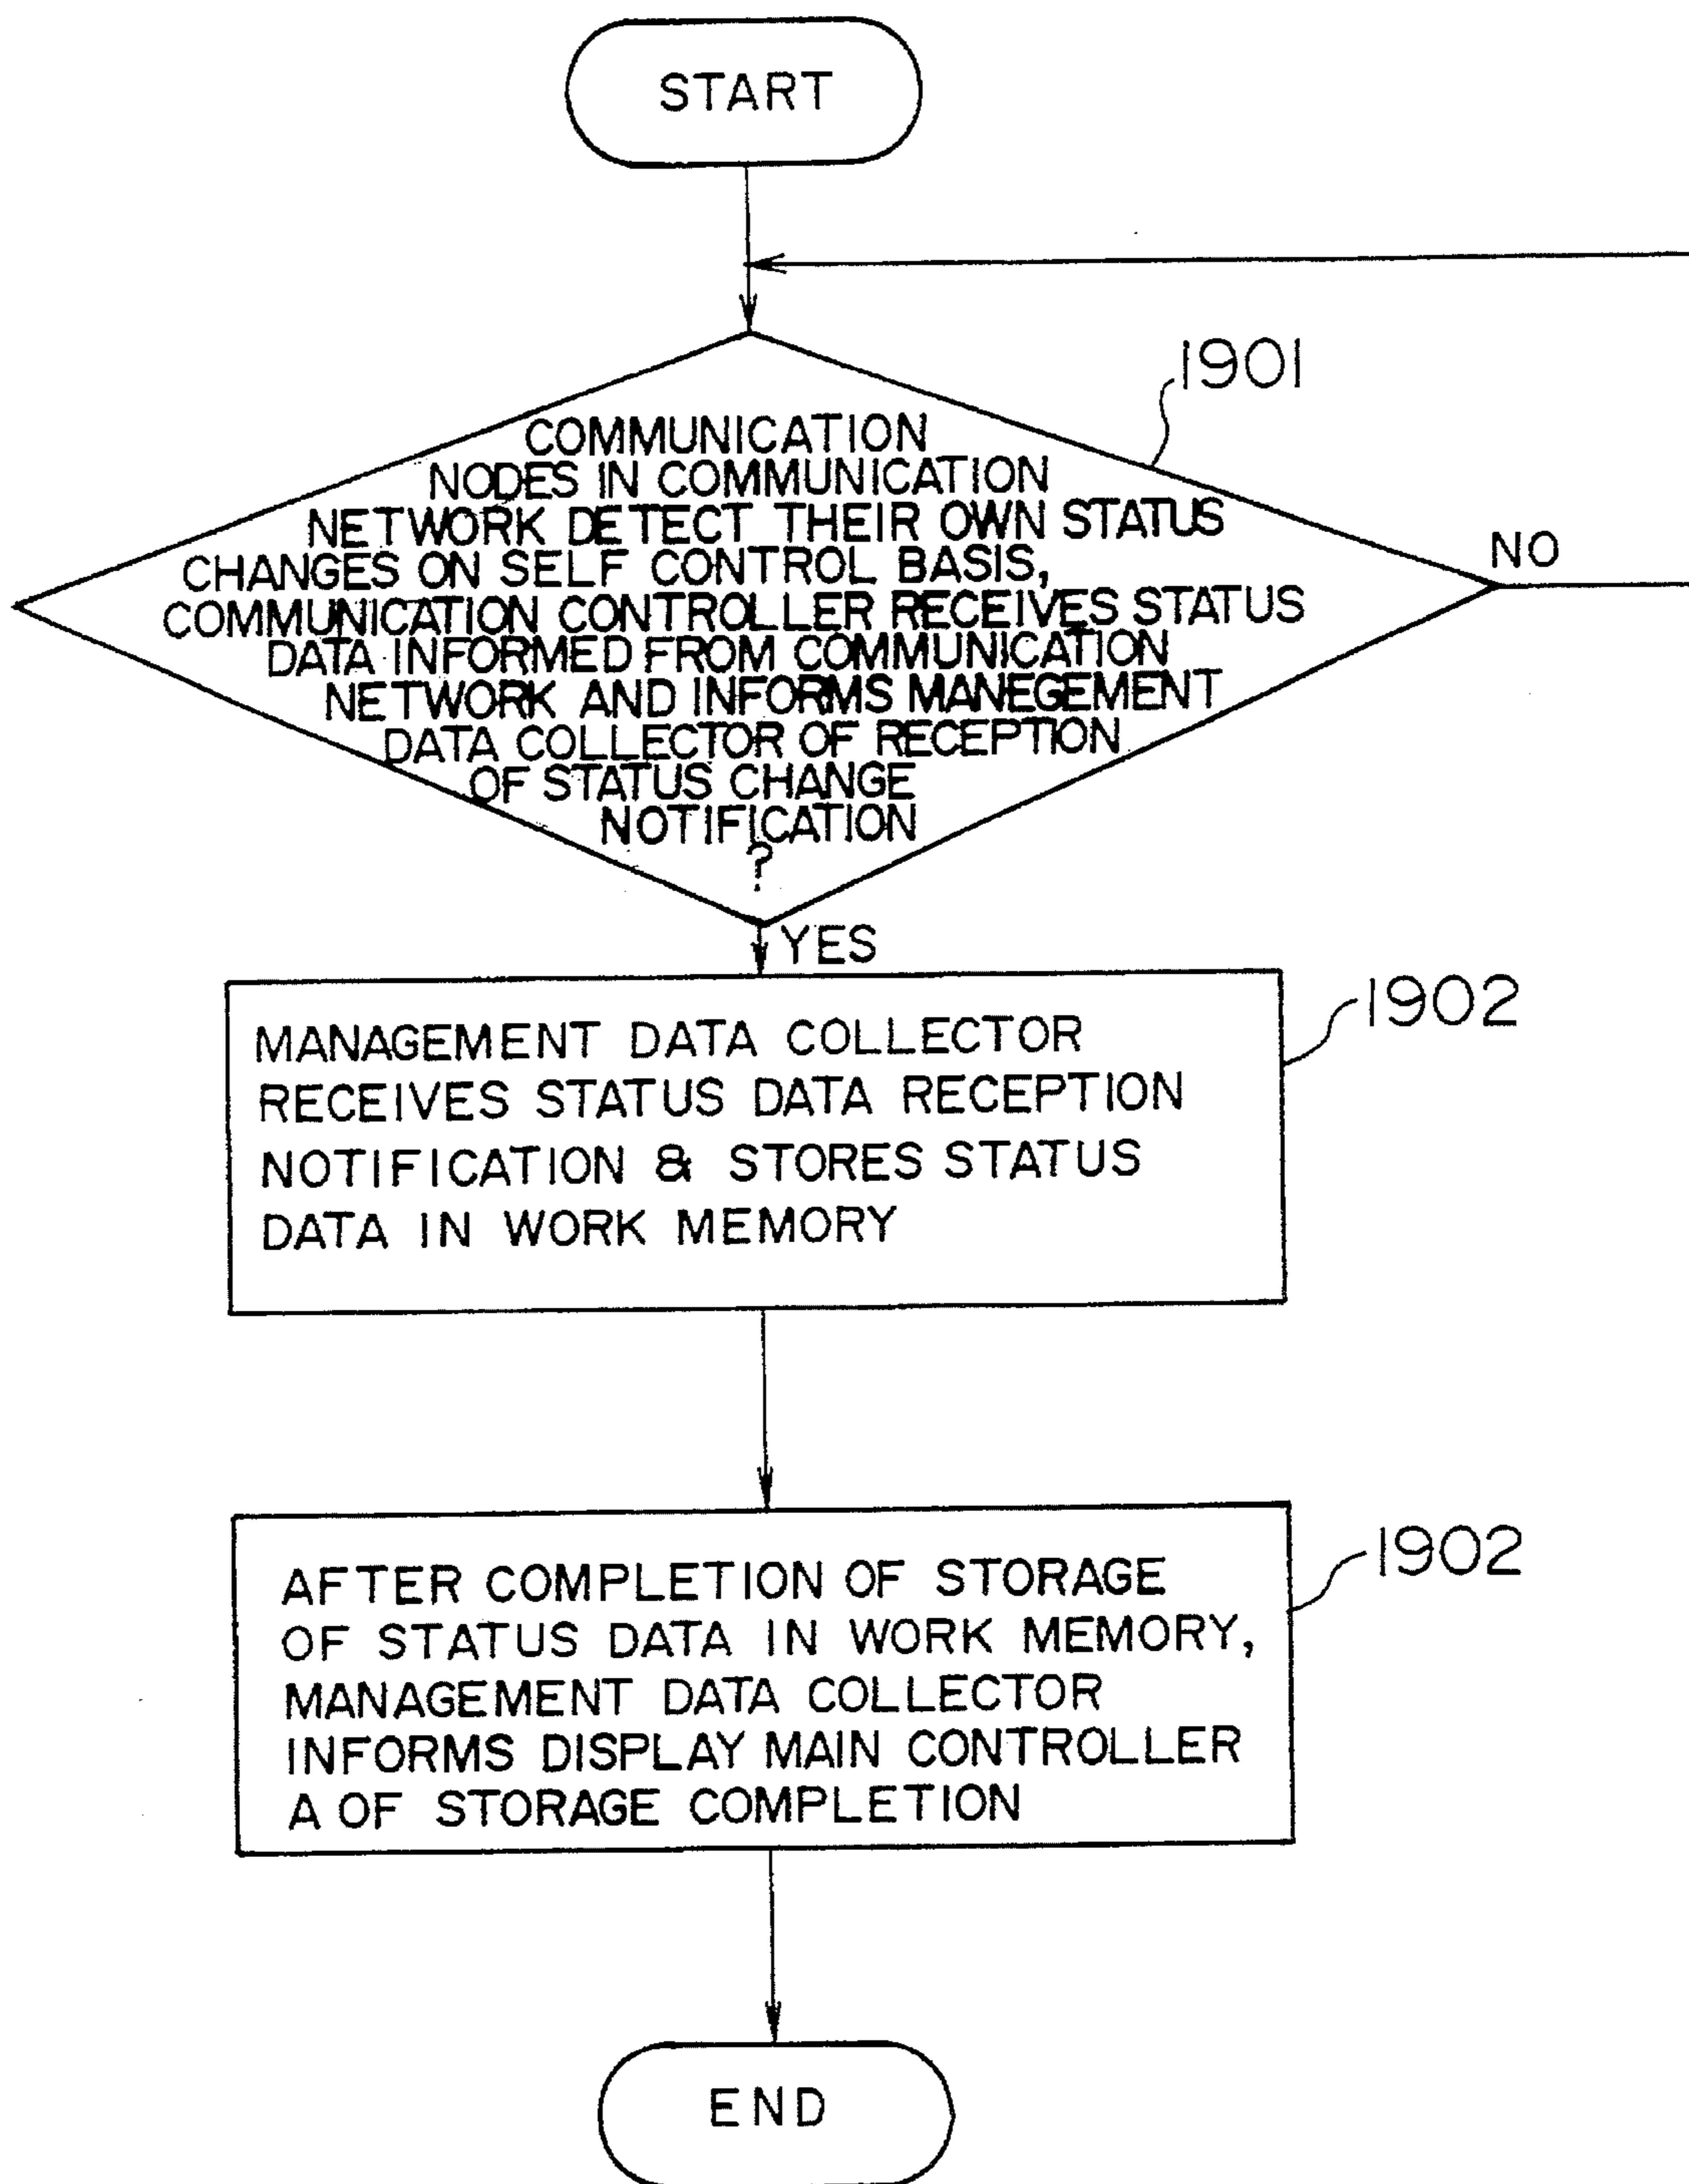 START
1901
COMMUNICATION
NODES IN COMMUNICATION
NETWORK DETECT THEIR OWN STATUS
CHANGES ON SELF CONTROL BASIS,
COMMUNICATION CONTROLLER RECEIVES STATUS
DATA INFORMED FROM COMMUNICATION
NETWORK AND INFORMS MANEGEMENT
DATA COLLECTOR OF RECEPTION
OF STATUS CHANGE
NOTIFICATION
?
NO
YES
1902
MANAGEMENT DATA COLLECTOR
RECEIVES STATUS DATA RECEPTION
NOTIFICATION & STORES STATUS
DATA IN WORK MEMORY
1902
AFTER COMPLETION OF STORAGE
OF STATUS DATA IN WORK MEMORY,
MANAGEMENT DATA COLLECTOR
INFORMS DISPLAY MAIN CONTROLLER
A OF STORAGE COMPLETION
END